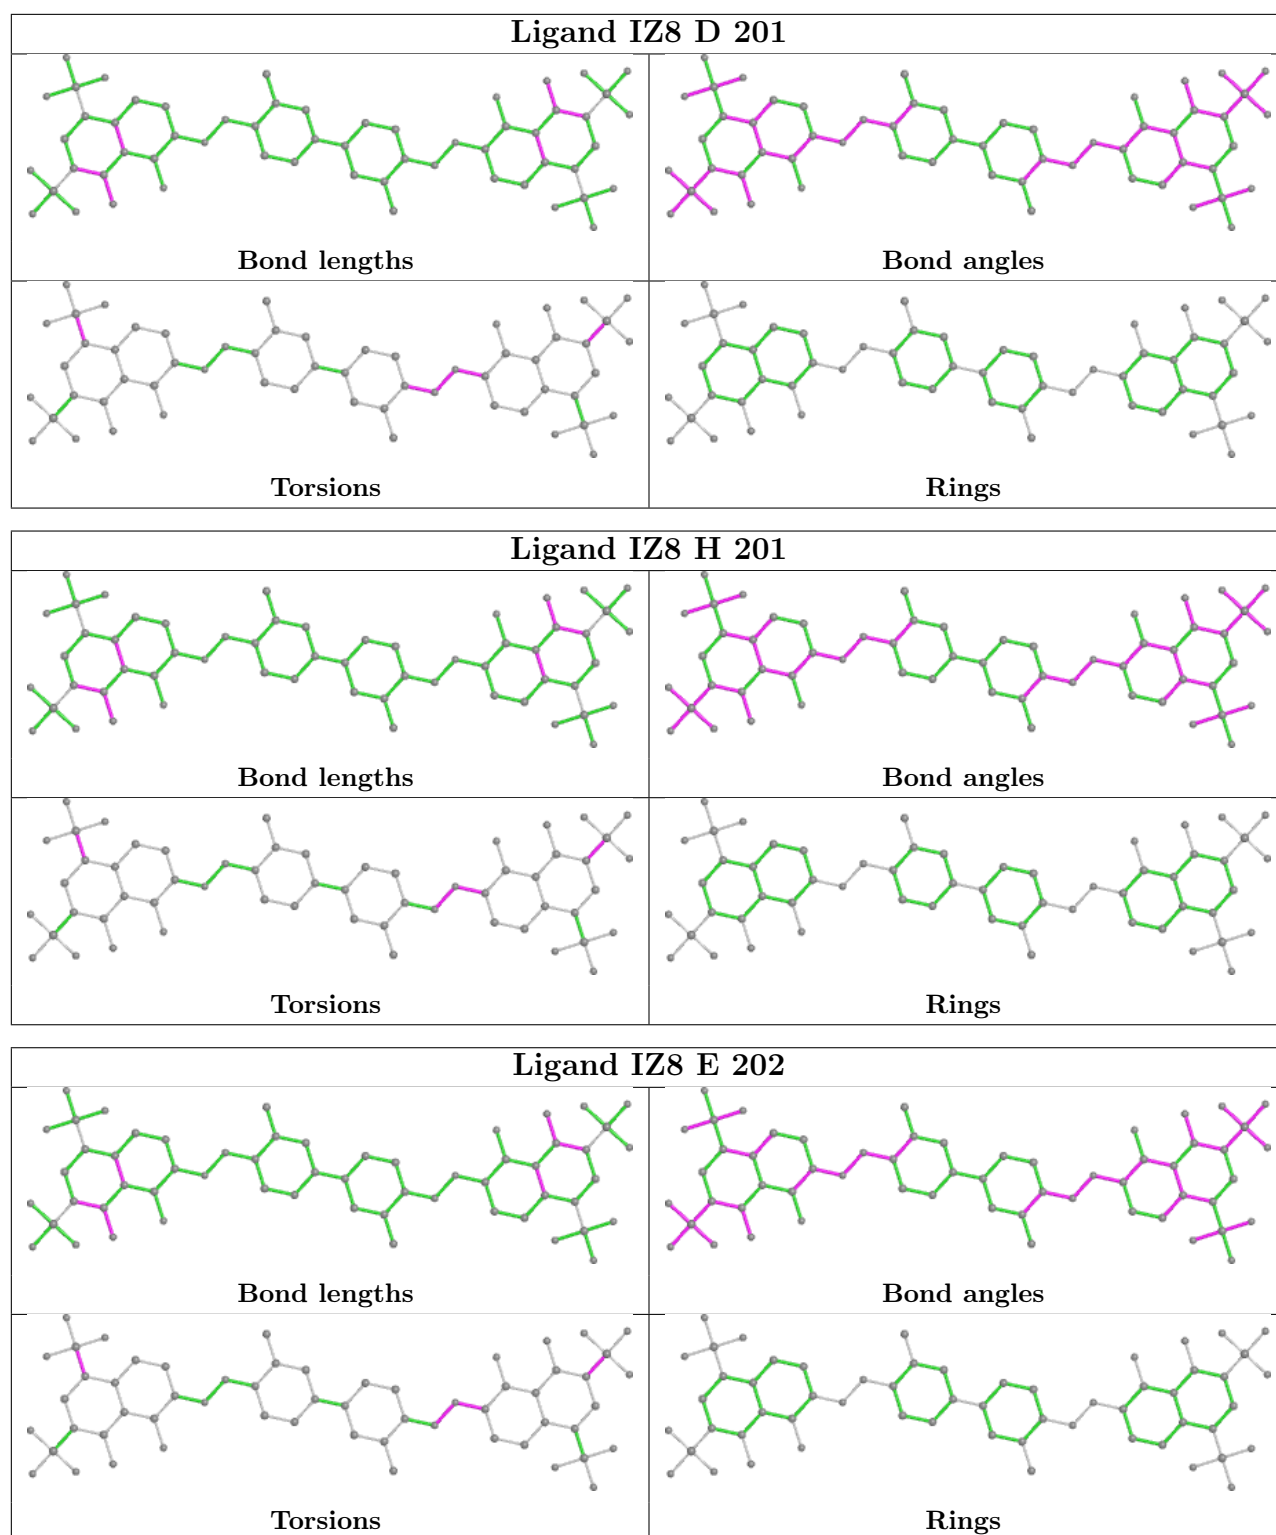 Ligand IZ8 D 201
Bond lengths
Bond angles
Torsions
Rings
Ligand IZ8 H 201
Bond lengths
Bond angles
Torsions
Rings
Ligand IZ8 E 202
Bond lengths
Bond angles
Torsions
Rings